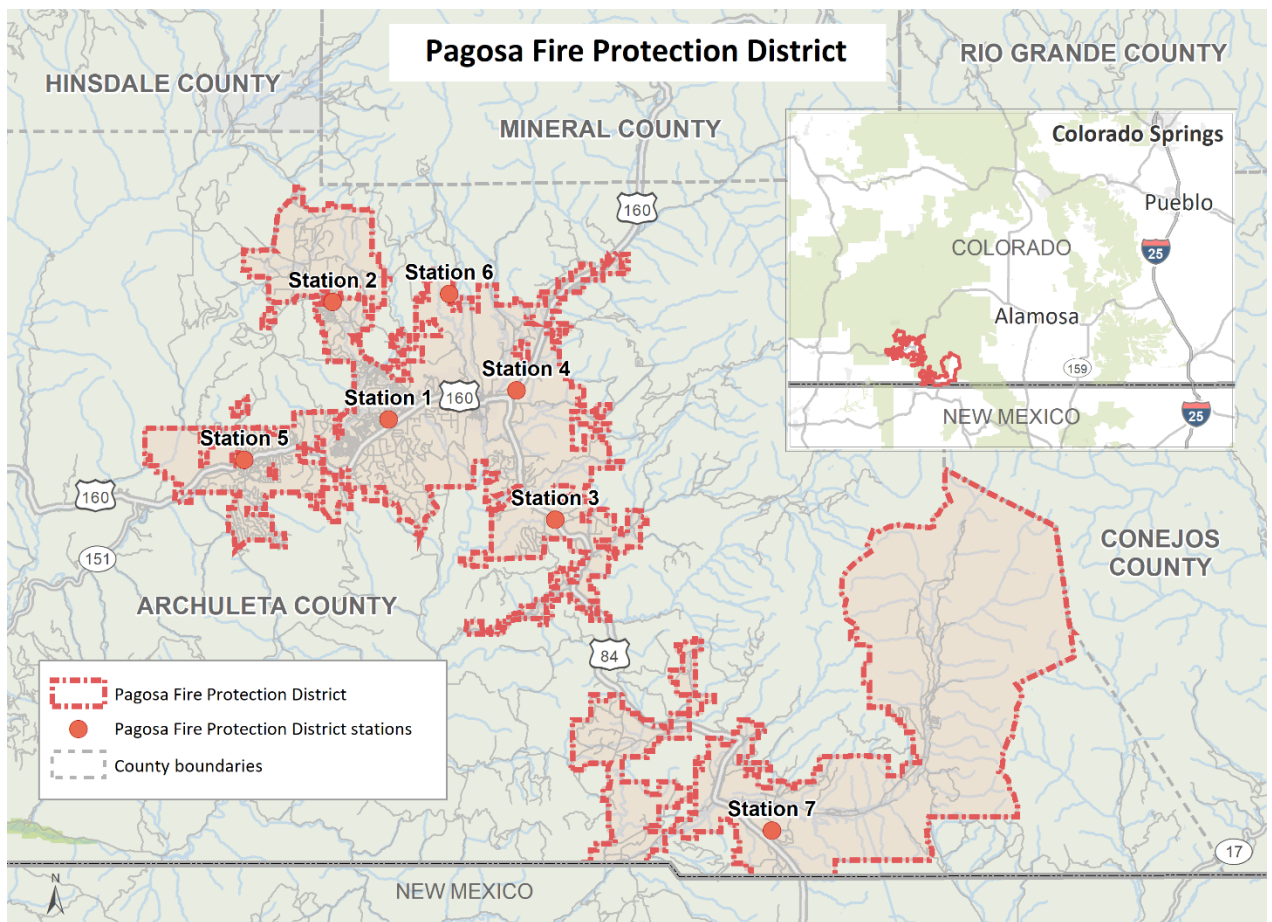 Pagosa Fire Protection District
HINSDALE COUNTY
RIO GRANDE COUNTY
MINERAL COUNTY
160
Colorado Springs
Pueblo
COLORADO
25
Alamosa
159
NEW MEXICO
25
Station 2
Station 6
Station 4
160
Station 1
Station 5
160
Station 3
151
CONEJOS
COUNTY
ARCHULETA COUNTY
84
Pagosa Fire Protection District
Pagosa Fire Protection District stations
County boundaries
Station 7
17
N
NEW MEXICO